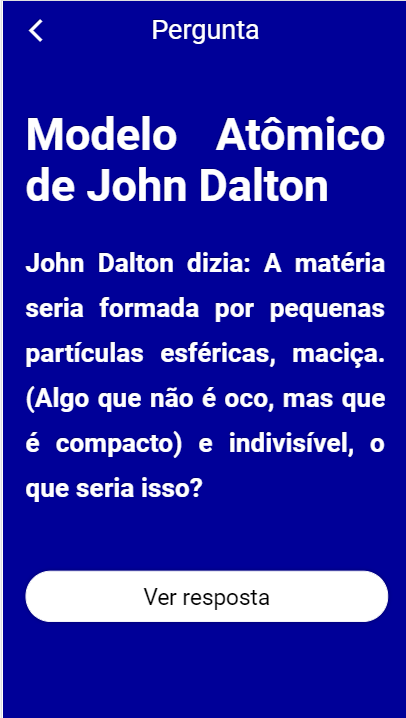 Pergunta
Modelo Atômico
de John Dalton
John Dalton dizia: A matéria
seria formada por pequenas
partículas esféricas, maciça.
(Algo que não é oco, mas que
é compacto) e indivisível, o
que seria isso?
Ver resposta